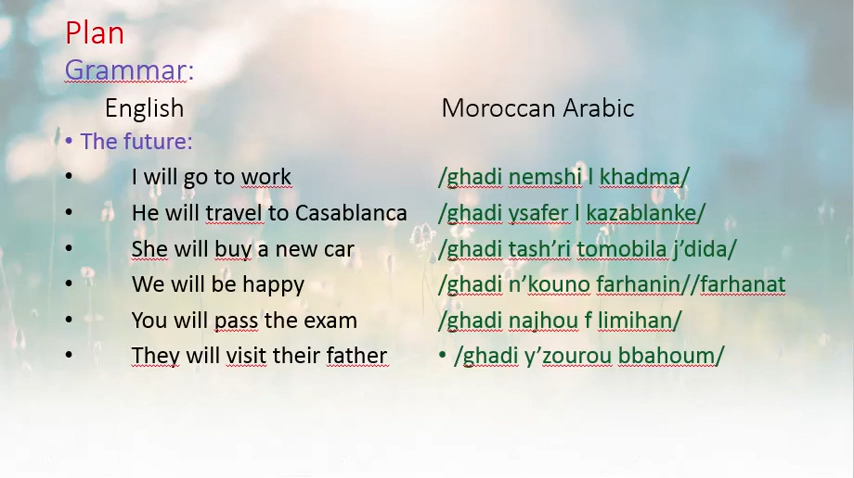 Plan
Grammar:
English Moroccan Arabic
• The future:
• I will go to work /ghadi nemshi l khadma/
• He will travel to Casablanca /ghadi ysafer l kazablanke/
• She will buy a new car /ghadi tash'ri tomobila j'dida/
• We will be happy /ghadi n'kouno farhanin//farhanat
• You will pass the exam /ghadi najhou f limihan/
• They will visit their father • /ghadi y'zourou bbahoum/